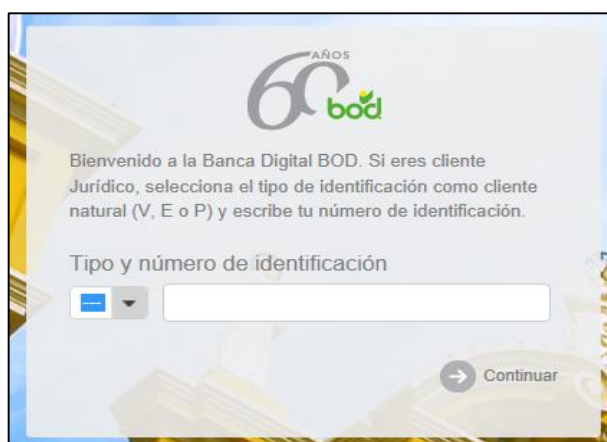 AÑOS
60 bod
Bienvenido a la Banca Digital BOD. Si eres cliente
Jurídico, selecciona el tipo de identificación como cliente
natural (V, E o P) y escribe tu número de identificación.
Tipo y número de identificación
Continuar